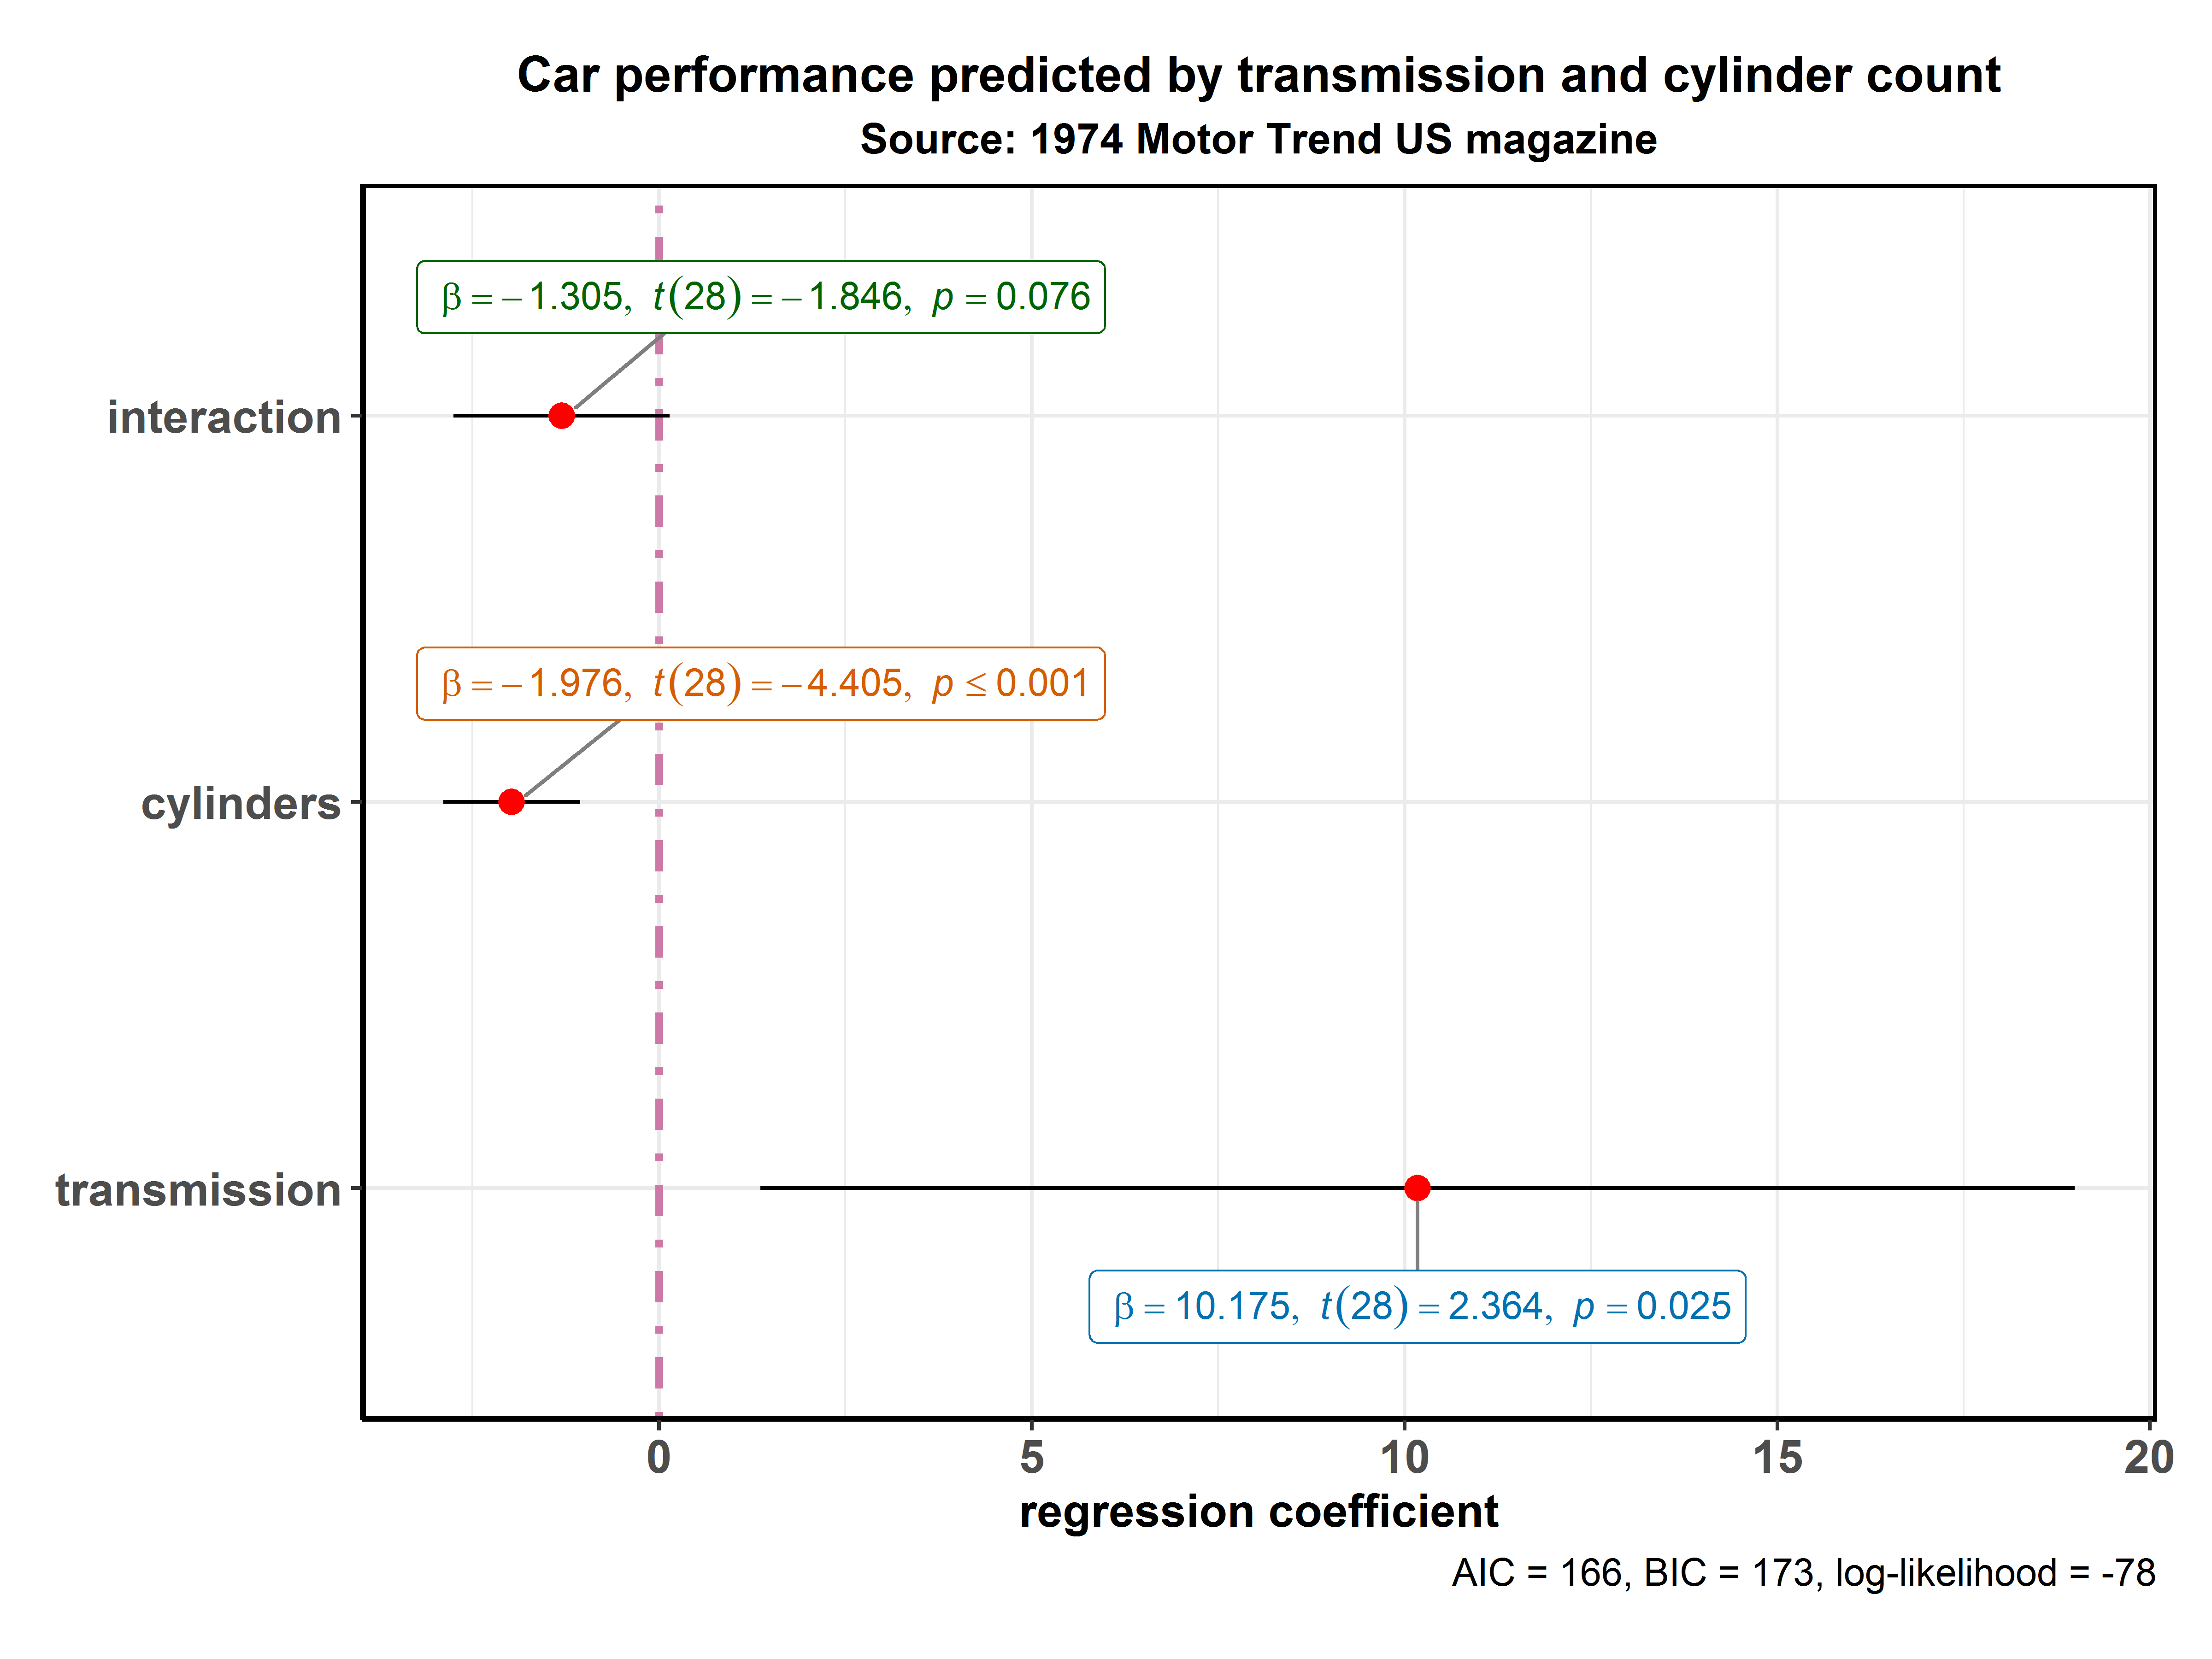 Car performance predicted by transmission and cylinder count
Source: 1974 Motor Trend US magazine
β = −1.305, t(28) = −1.846, p = 0.076
interaction
β = −1.976, t(28) = −4.405, p ≤ 0.001
cylinders
transmission
β = 10.175, t(28) = 2.364, p = 0.025
0 5 10 15 20
regression coefficient
AIC = 166, BIC = 173, log-likelihood = -78